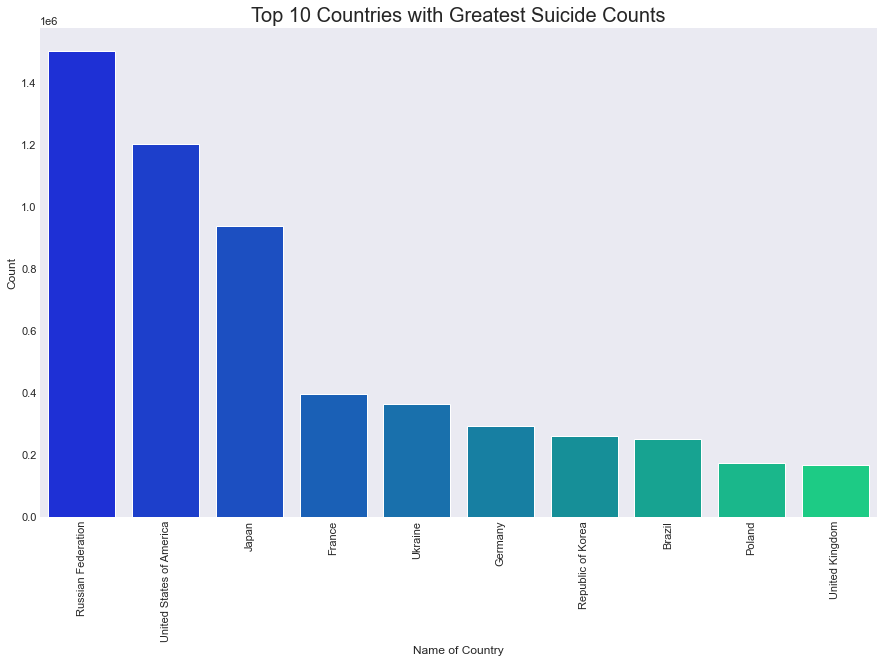 Top 10 Countries with Greatest Suicide Counts
1e6
1.4
1.2
1.0
0.8
0.6
0.4
0.2
0.0
Count
Russian Federation
United States of America
Japan
France
Ukraine
Germany
Republic of Korea
Brazil
Poland
United Kingdom
Name of Country